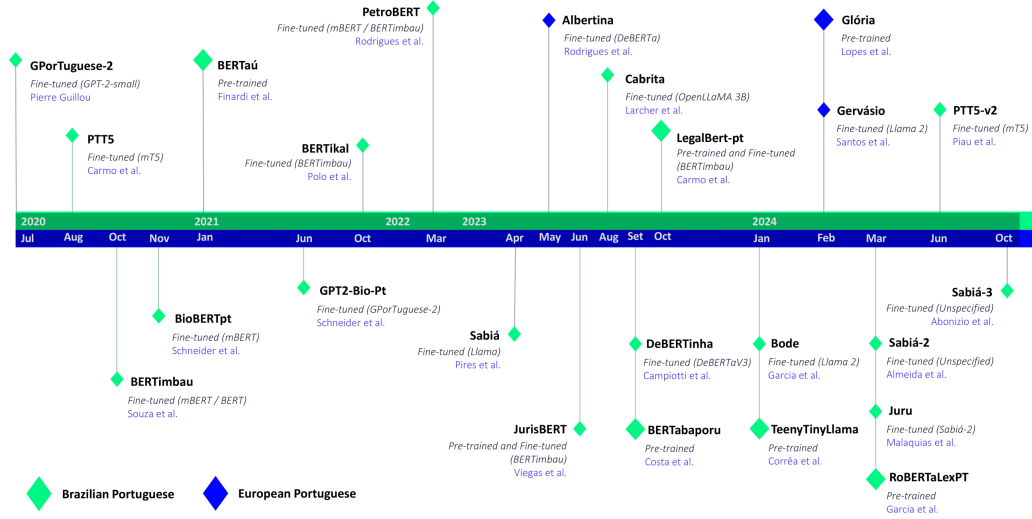 PetroBERT
Fine-tuned (mBERT / BERTimbau)
Rodrigues et al.
Albertina
Fine-tuned (DeBERTa)
Rodrigues et al.
Glória
Pre-trained
Lopes et al.
GPorTuguese-2
Fine-tuned (GPT-2-small)
Pierre Guillou
BERTaú
Pre-trained
Finardi et al.
Cabrita
Fine-tuned (OpenLLaMA 3B)
Larcher et al.
PTT5
Fine-tuned (mT5)
Carmo et al.
BERTikal
Fine-tuned (BERTimbau)
Polo et al.
LegalBert-pt
Pre-trained and Fine-tuned
(BERTimbau)
Carmo et al.
Gervásio
Fine-tuned (Llama 2)
Santos et al.
PTT5-v2
Fine-tuned (mT5)
Piau et al.
2020 2021 2022 2023 2024
Jul Aug Oct Nov Jan Jun Oct Mar Apr May Jun Aug Set Oct Jan Feb Mar Jun Oct
GPT2-Bio-Pt
Fine-tuned (GPorTuguese-2)
Schneider et al.
Sabiá-3
Fine-tuned (Unspecified)
Abonizio et al.
BioBERTpt
Fine-tuned (mBERT)
Schneider et al.
Sabiá
Fine-tuned (Llama)
Pires et al.
DeBERTinha
Fine-tuned (DeBERTaV3)
Campiotti et al.
Bode
Fine-tuned (Llama 2)
Garcia et al.
Sabiá-2
Fine-tuned (Unspecified)
Almeida et al.
BERTimbau
Fine-tuned (mBERT / BERT)
Souza et al.
JurisBERT
Pre-trained and Fine-tuned
(BERTimbau)
Viegas et al.
BERTabaporu
Pre-trained
Costa et al.
TeenyTinyLlama
Pre-trained
Corrêa et al.
Juru
Fine-tuned (Sabiá-2)
Malaquias et al.
RoBERTaLexPT
Pre-trained
Garcia et al.
Brazilian Portuguese
European Portuguese